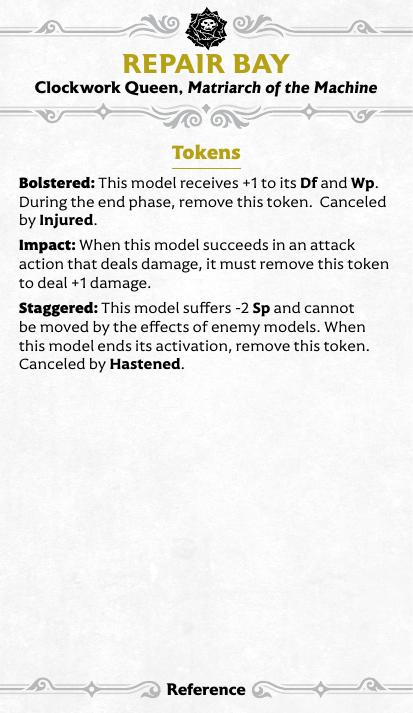 REPAIR BAY
Clockwork Queen, Matriarch of the Machine
Tokens
Bolstered: This model receives +1 to its Df and Wp.
During the end phase, remove this token.  Canceled
by Injured.
Impact: When this model succeeds in an attack
action that deals damage, it must remove this token
to deal +1 damage.
Staggered: This model suffers -2 Sp and cannot
be moved by the effects of enemy models. When
this model ends its activation, remove this token.
Canceled by Hastened.
Reference